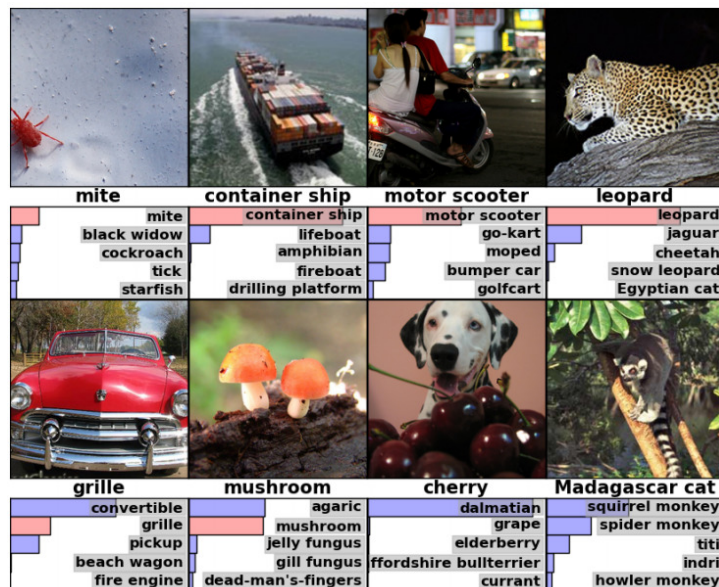 mite
container ship
motor scooter
leopard
mite
black widow
cockroach
tick
starfish
container ship
lifeboat
amphibian
fireboat
drilling platform
motor scooter
go-kart
moped
bumper car
golfcart
leopard
jaguar
cheetah
snow leopard
Egyptian cat
grille
mushroom
cherry
Madagascar cat
convertible
grille
pickup
beach wagon
fire engine
agaric
mushroom
jelly fungus
gill fungus
dead-man's-fingers
dalmatian
grape
elderberry
ffordshire bullterrier
currant
squirrel monkey
spider monkey
titi
indri
howler monkey